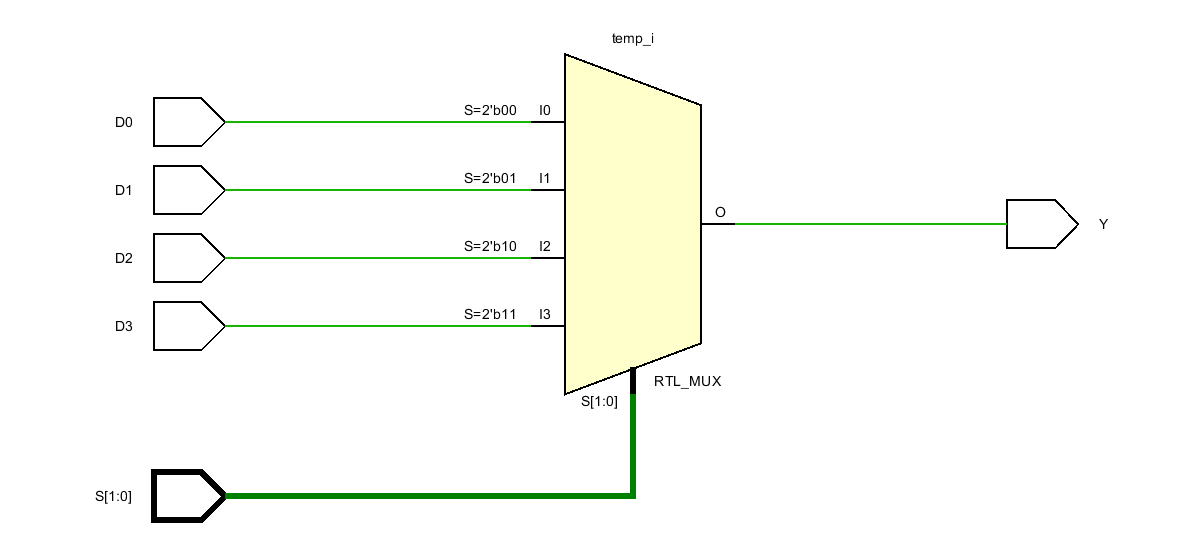 temp_i
D0
S=2'b00
I0
D1
S=2'b01
I1
O
Y
D2
S=2'b10
I2
D3
S=2'b11
I3
RTL_MUX
S[1:0]
S[1:0]